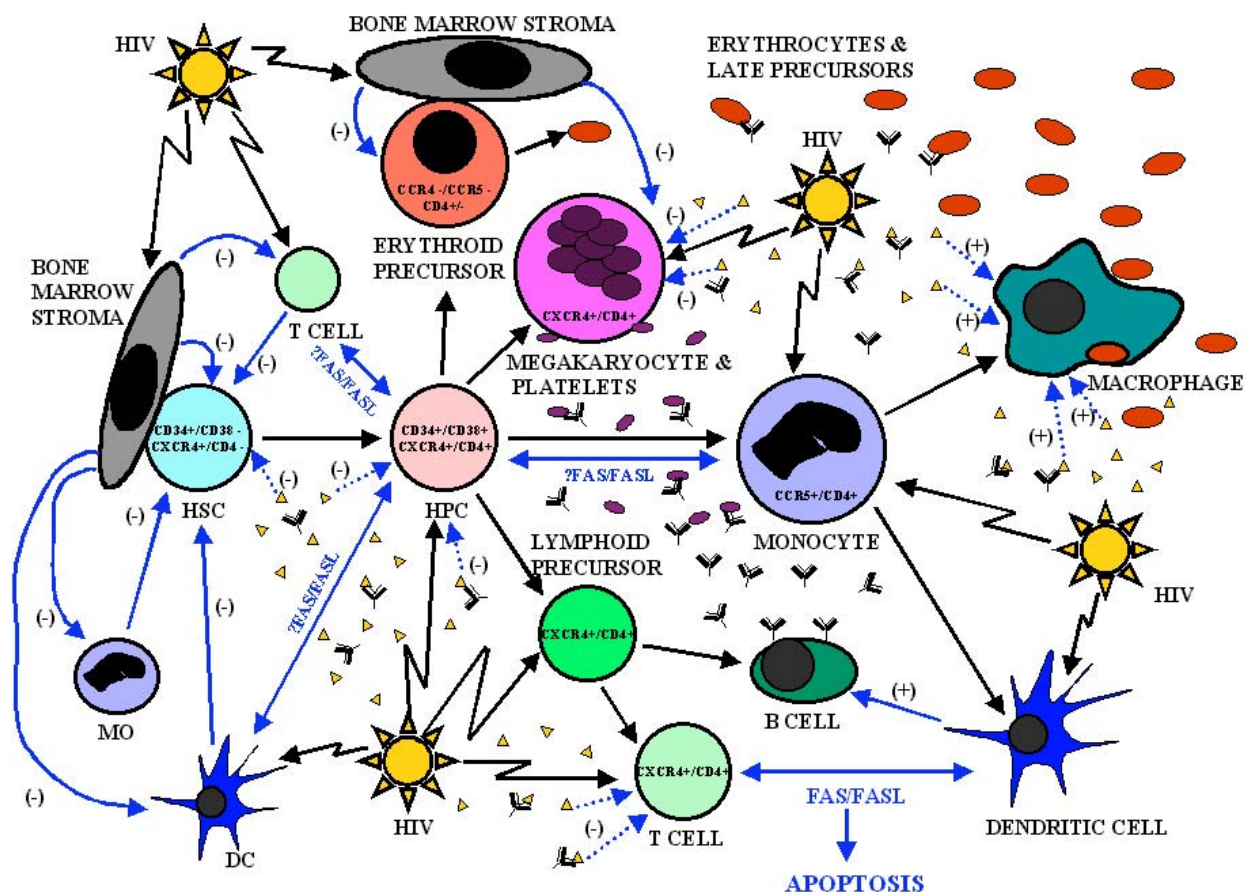 BONE MARROW STROMA
HIV
ERYTHROCYTES &
LATE PRECURSORS
(-)
(-)
HIV
CCR4 -/CCR5 -
CD4+/-
(-)
ERYTHROID
PRECURSOR
(-)
(+)
BONE
MARROW
STROMA
(-)
T CELL
(-)
(-)
?FAS/FASL
CXCR4+/CD4+
(-)
(+)
MEGAKARYOCYTE &
PLATELETS
MACROPHAGE
CD34+/CD38 -
CXCR4+/CD4 -
CD34+/CD38+
CXCR4+/CD4+
(+)
(+)
?FAS/FASL
CCR5+/CD4+
(-)
(-)
(-)
HSC
HPC
MONOCYTE
LYMPHOID
PRECURSOR
(-)
?FAS/FASL
HIV
(-)
(-)
CXCR4+/CD4+
MO
B CELL
(+)
CXCR4+/CD4+
(-)
FAS/FASL
HIV
(-)
T CELL
DENDRITIC CELL
DC
APOPTOSIS